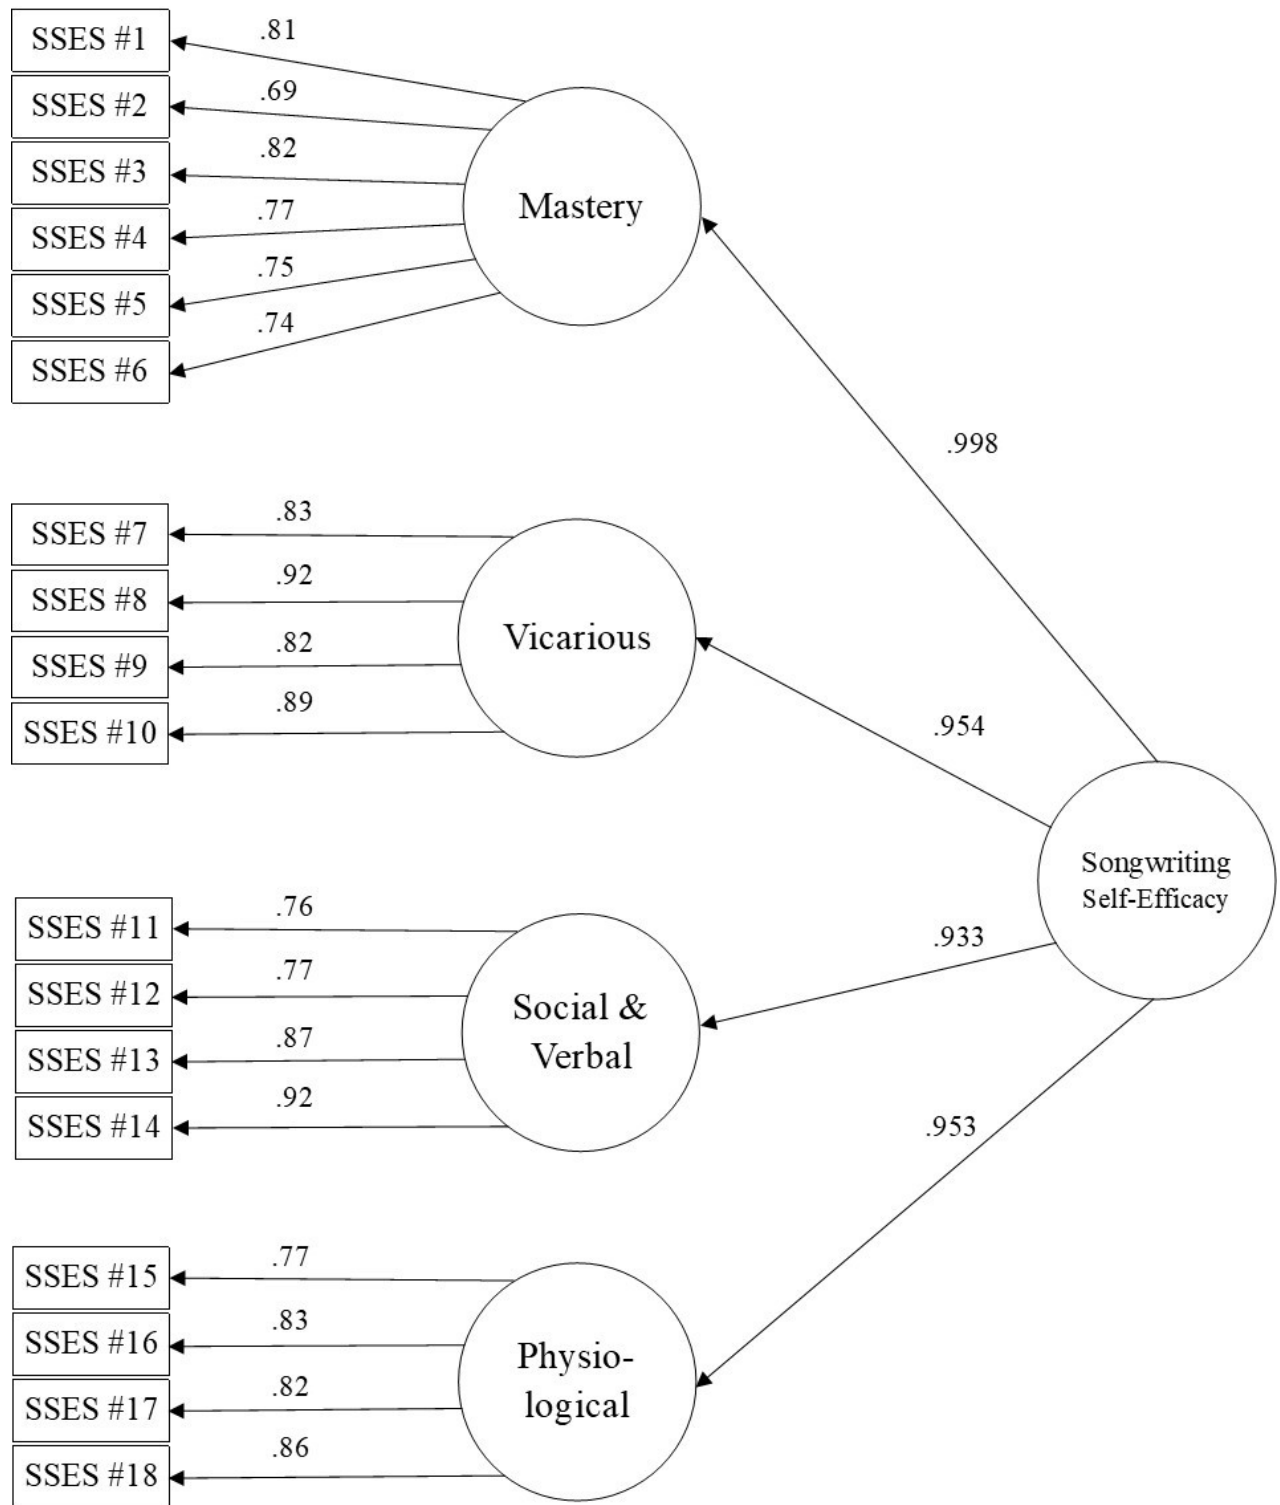 SSES #1
.81
SSES #2
.69
SSES #3
.82
SSES #4
.77
SSES #5
.75
SSES #6
.74
Mastery
.998
SSES #7
.83
SSES #8
.92
SSES #9
.82
SSES #10
.89
Vicarious
.954
Songwriting
Self-Efficacy
SSES #11
.76
SSES #12
.77
SSES #13
.87
SSES #14
.92
Social &
Verbal
.933
SSES #15
.77
SSES #16
.83
SSES #17
.82
SSES #18
.86
Physio-
logical
.953